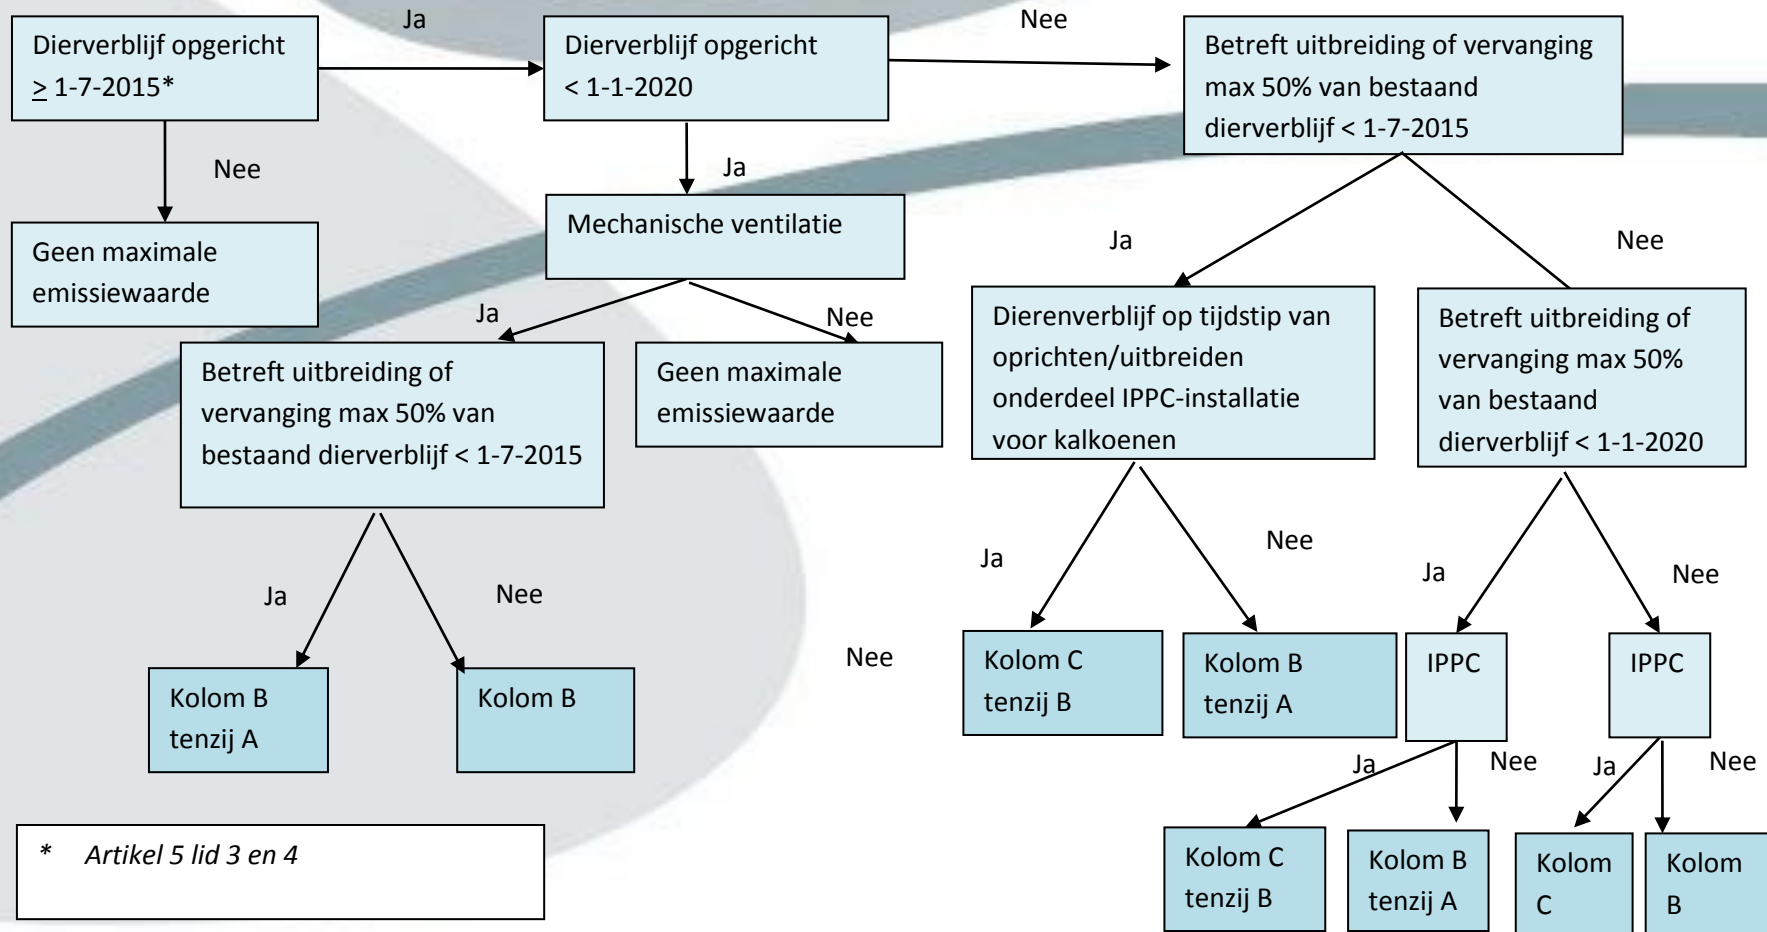 Ja
Nee
Dierverblijf opgericht
≥ 1-7-2015*
Dierverblijf opgericht
< 1-1-2020
Betreft uitbreiding of vervanging
max 50% van bestaand
dierverblijf < 1-7-2015
Nee
Ja
Geen maximale
emissiewaarde
Mechanische ventilatie
Ja
Nee
Ja
Nee
Betreft uitbreiding of
vervanging max 50% van
bestaand dierverblijf < 1-7-2015
Geen maximale
emissiewaarde
Dierenverblijf op tijdstip van
oprichten/uitbreiden
onderdeel IPPC-installatie
voor kalkoenen
Betreft uitbreiding of
vervanging max 50%
van bestaand
dierverblijf < 1-1-2020
Ja
Nee
Ja
Nee
Ja
Nee
Nee
Kolom B
tenzij A
Kolom B
Kolom C
tenzij B
Kolom B
tenzij A
IPPC
IPPC
Ja
Nee
Ja
Nee
Kolom C
tenzij B
Kolom B
tenzij A
Kolom
C
Kolom
B
* Artikel 5 lid 3 en 4